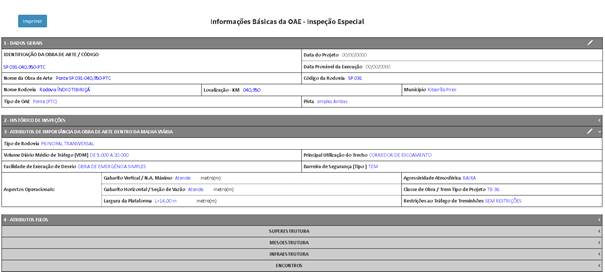 Imprimir
Informações Básicas da OAE - Inspeção Especial
1 - DADOS GERAIS
IDENTIFICAÇÃO DA OBRA DE ARTE / CÓDIGO
Data do Projeto 00/00/0000
SP 031-040,950-PTC
Data Provável da Execução 00/00/0000
Nome da Obra de Arte Ponte SP 031-040,950-PTC
Código da Rodovia SP 031
Nome Rodovia Rodovia ÍNDIO TIBIRIÇÁ
Localização - KM 040,950
Município Ribeirão Pires
Tipo de OAE Ponte (PTC)
Pista Simples Ambas
2 - HISTÓRICO DE INSPEÇÕES
3 - ATRIBUTOS DE IMPORTÂNCIA DA OBRA DE ARTE DENTRO DA MALHA VIÁRIA
Tipo de Rodovia PRINCIPAL TRANSVERSAL
Volume Diário Médio de Tráfego (VDM) DE 5.000 A 20.000
Principal Utilização do Trecho CORREDOR DE ESCOAMENTO
Facilidade de Execução de Desvio OBRA DE EMERGÊNCIA SIMPLES
Barreira de Segurança (Tipo) TEM
Aspectos Operacionais:
Gabarito Vertical / N.A. Máximo Atende metro(m)
Agressividade Atmosférica BAIXA
Gabarito Horizontal / Seção de Vazão Atende metro(m)
Classe de Obra / Trem Tipo de Projeto TB-36
Largura da Plataforma L=14,00 m metro(m)
Restrições ao Tráfego de Treminhões SEM RESTRIÇÕES
4 - ATRIBUTOS FIXOS
SUPERESTRUTURA
MESOESTRUTURA
INFRAESTRUTURA
ENCONTROS